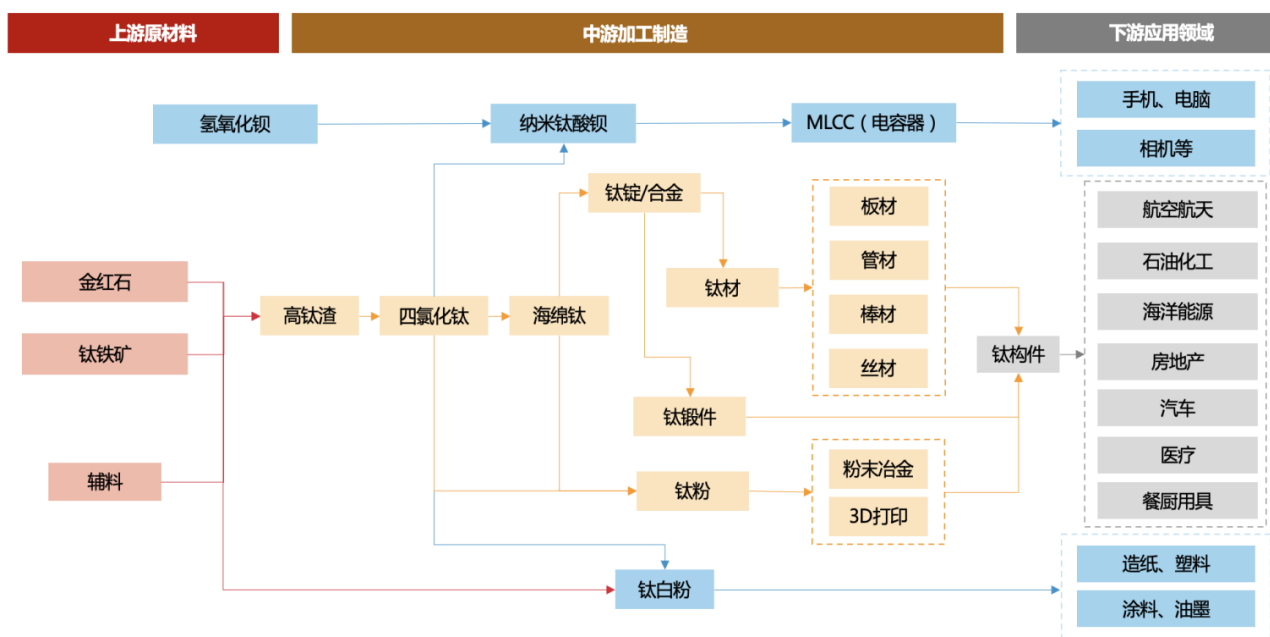 上游原材料
中游加工制造
下游应用领域
氢氧化钡
纳米钛酸钡
MLCC（电容器）
手机、电脑
相机等
金红石
钛铁矿
辅料
高钛渣
四氯化钛
海绵钛
钛锭/合金
钛材
钛锻件
钛粉
钛白粉
板材
管材
棒材
丝材
粉末冶金
3D打印
钛构件
航空航天
石油化工
海洋能源
房地产
汽车
医疗
餐厨用具
造纸、塑料
涂料、油墨